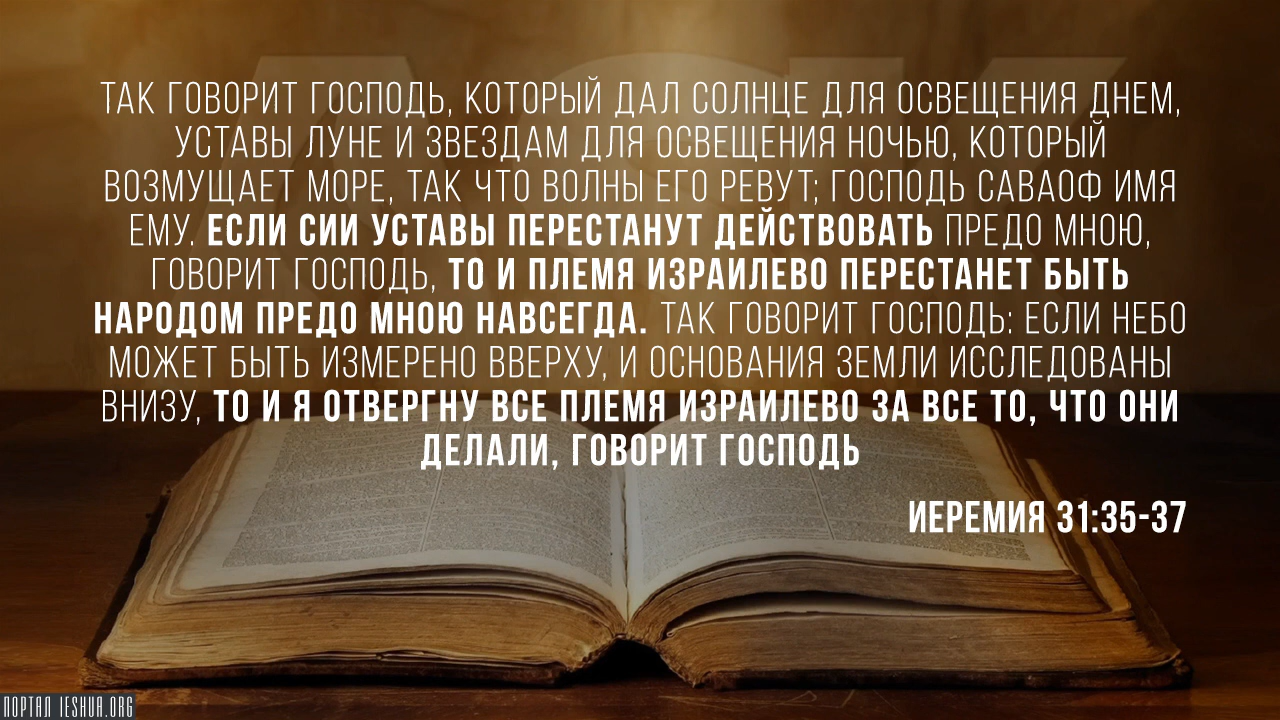 ТАК ГОВОРИТ ГОСПОДЬ, КОТОРЫЙ ДАЛ СОЛНЦЕ ДЛЯ ОСВЕЩЕНИЯ ДНЕМ,
УСТАВЫ ЛУНЕ И ЗВЕЗДАМ ДЛЯ ОСВЕЩЕНИЯ НОЧЬЮ, КОТОРЫЙ
ВОЗМУЩАЕТ МОРЕ, ТАК ЧТО ВОЛНЫ ЕГО РЕВУТ; ГОСПОДЬ САВАОФ ИМЯ
ЕМУ. ЕСЛИ СИИ УСТАВЫ ПЕРЕСТАНУТ ДЕЙСТВОВАТЬ ПРЕДО МНОЮ,
ГОВОРИТ ГОСПОДЬ, ТО И ПЛЕМЯ ИЗРАИЛЕВО ПЕРЕСТАНЕТ БЫТЬ
НАРОДОМ ПРЕДО МНОЮ НАВСЕГДА. ТАК ГОВОРИТ ГОСПОДЬ: ЕСЛИ НЕБО
МОЖЕТ БЫТЬ ИЗМЕРЕНО ВВЕРХУ, И ОСНОВАНИЯ ЗЕМЛИ ИССЛЕДОВАНЫ
ВНИЗУ, ТО И Я ОТВЕРГНУ ВСЕ ПЛЕМЯ ИЗРАИЛЕВО ЗА ВСЕ ТО, ЧТО ОНИ
ДЕЛАЛИ, ГОВОРИТ ГОСПОДЬ
ИЕРЕМИЯ 31:35-37
ПОРТАЛ IESHUA.ORG